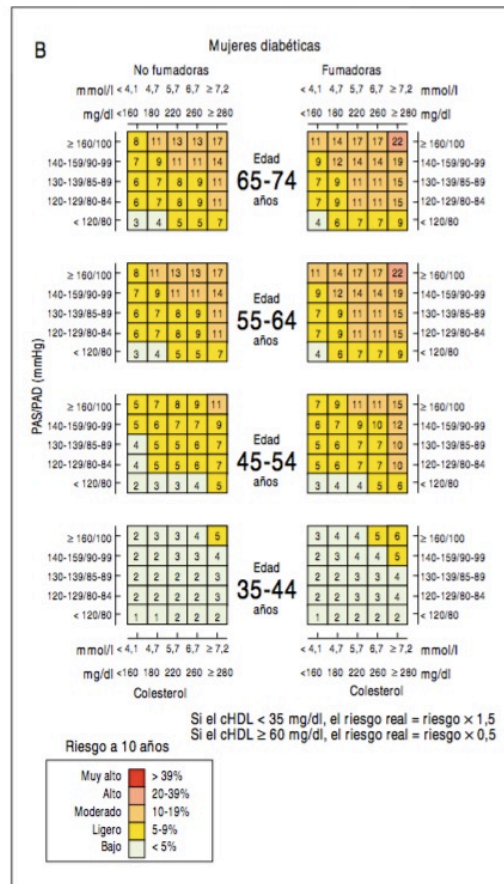 B
Mujeres diabéticas
No fumadoras Fumadoras
mmol/l < 4,1 4,7 5,7 6,7 ≥ 7,2 < 4,1 4,7 5,7 6,7 ≥ 7,2 mmol/l
mg/dl <160 180 220 260 ≥ 280 <160 180 220 260 ≥ 280 mg/dl
≥ 160/100 8 11 13 13 17 Edad 11 14 17 17 22 ≥ 160/100
140-159/90-99 7 9 11 11 14 65-74 9 12 14 14 19 140-159/90-99
130-139/85-89 6 7 8 9 11 años 7 9 11 11 15 130-139/85-89
120-129/80-84 6 7 8 9 11 7 9 11 11 15 120-129/80-84
< 120/80 3 4 5 5 7 4 6 7 7 9 < 120/80
≥ 160/100 8 11 13 13 17 Edad 11 14 17 17 22 ≥ 160/100
140-159/90-99 7 9 11 11 14 55-64 9 12 14 14 19 140-159/90-99
130-139/85-89 6 7 8 9 11 años 7 9 11 11 15 130-139/85-89
120-129/80-84 6 7 8 9 11 7 9 11 11 15 120-129/80-84
< 120/80 3 4 5 5 7 4 6 7 7 9 < 120/80
PAS/PAD (mmHg)
≥ 160/100 5 7 8 9 11 Edad 7 9 11 11 15 ≥ 160/100
140-159/90-99 5 6 7 7 9 45-54 6 7 9 10 12 140-159/90-99
130-139/85-89 4 5 5 6 7 años 5 6 7 7 10 130-139/85-89
120-129/80-84 4 5 5 6 7 5 6 7 7 10 120-129/80-84
< 120/80 2 3 3 4 5 3 4 4 5 6 < 120/80
≥ 160/100 2 3 3 4 5 Edad 3 4 4 5 6 ≥ 160/100
140-159/90-99 2 3 3 3 4 35-44 2 3 4 4 5 140-159/90-99
130-139/85-89 2 2 2 3 3 años 2 2 3 3 4 130-139/85-89
120-129/80-84 2 2 2 3 3 2 2 3 3 4 120-129/80-84
< 120/80 1 1 2 2 2 1 2 2 2 2 < 120/80
mmol/l < 4,1 4,7 5,7 6,7 ≥ 7,2 < 4,1 4,7 5,7 6,7 ≥ 7,2 mmol/l
mg/dl <160 180 220 260 ≥ 280 <160 180 220 260 ≥ 280 mg/dl
Colesterol Colesterol
Si el cHDL < 35 mg/dl, el riesgo real = riesgo × 1,5
Si el cHDL ≥ 60 mg/dl, el riesgo real = riesgo × 0,5
Riesgo a 10 años
Muy alto > 39%
Alto 20-39%
Moderado 10-19%
Ligero 5-9%
Bajo < 5%